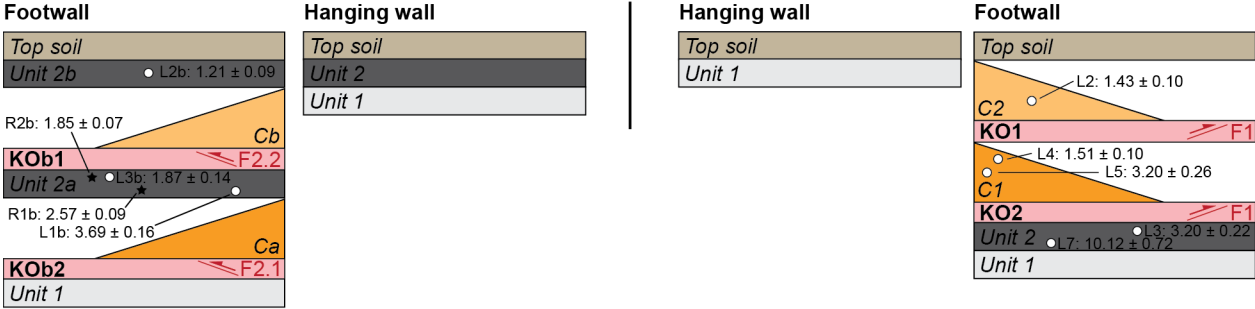 Footwall
Hanging wall
Hanging wall
Footwall
Top soil
Unit 2b
L2b: 1.21 ± 0.09
R2b: 1.85 ± 0.07
Cb
KOb1
F2.2
Unit 2a
L3b: 1.87 ± 0.14
R1b: 2.57 ± 0.09
L1b: 3.69 ± 0.16
Ca
KOb2
F2.1
Unit 1
Top soil
Unit 2
Unit 1
Top soil
Unit 1
Top soil
L2: 1.43 ± 0.10
C2
KO1
F1
L4: 1.51 ± 0.10
L5: 3.20 ± 0.26
C1
KO2
F1
L3: 3.20 ± 0.22
Unit 2
L7: 10.12 ± 0.72
Unit 1